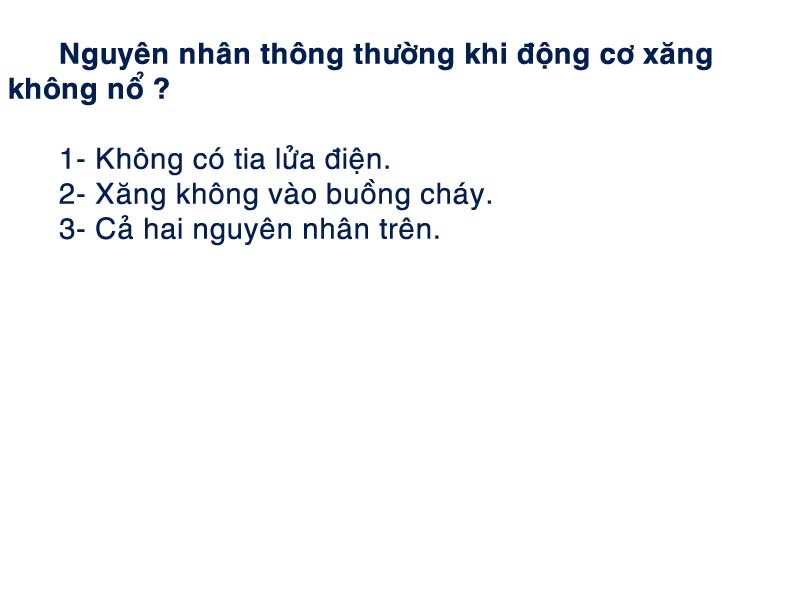 Nguyên nhân thông thường khi động cơ xăng
không nổ ?
1- Không có tia lửa điện.
2- Xăng không vào buồng cháy.
3- Cả hai nguyên nhân trên.